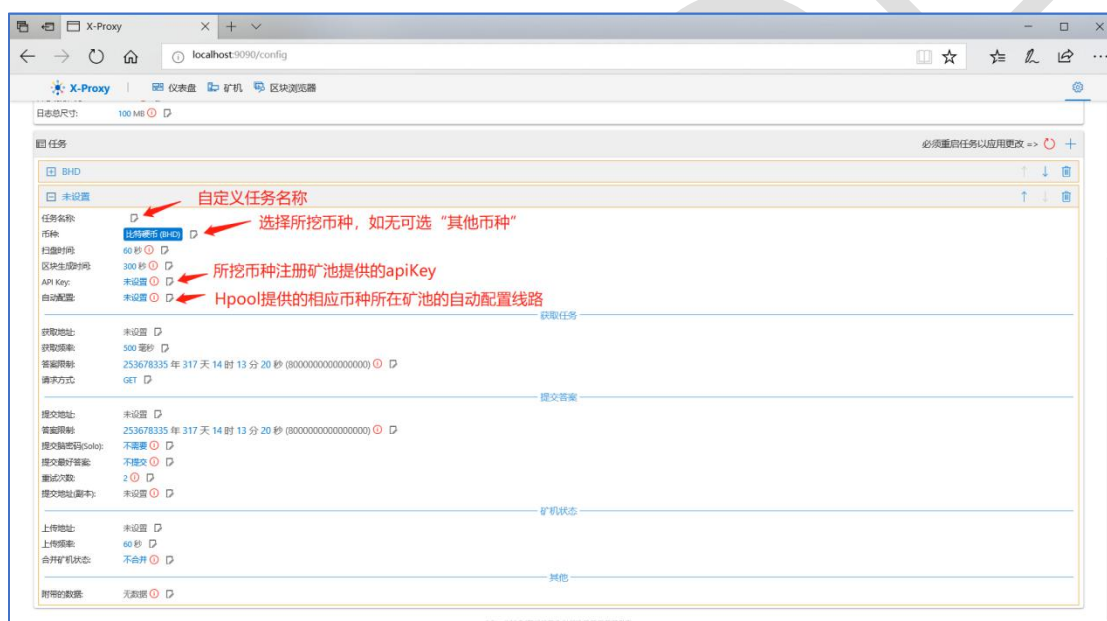 X-Proxy
localhost:9090/config
X-Proxy 仪表盘 矿机 区块浏览器
日志总尺寸: 100 MB
任务 必须重启任务以应用更改 =>
BHD
未设置
自定义任务名称
任务名称:
选择所挖币种，如无可选“其他币种”
币种: 比特硬币 (BHD)
扫盘时间: 60 秒
区块生成时间: 300 秒
所挖币种注册矿池提供的apiKey
API Key: 未设置
自动配置: 未设置
Hpool提供的相应币种所在矿池的自动配置线路
获取任务
获取地址: 未设置
获取频率: 500 毫秒
答案限制: 253678335 年 317 天 14 时 13 分 20 秒 (8000000000000000)
请求方式: GET
提交答案
提交地址: 未设置
答案限制: 253678335 年 317 天 14 时 13 分 20 秒 (8000000000000000)
提交脑密码(Solo): 不需要
提交最好答案: 不提交
重试次数: 2
提交地址(副本): 未设置
矿机状态
上传地址: 未设置
上传频率: 60 秒
合并矿机状态: 不合并
其他
附带的数据: 无数据